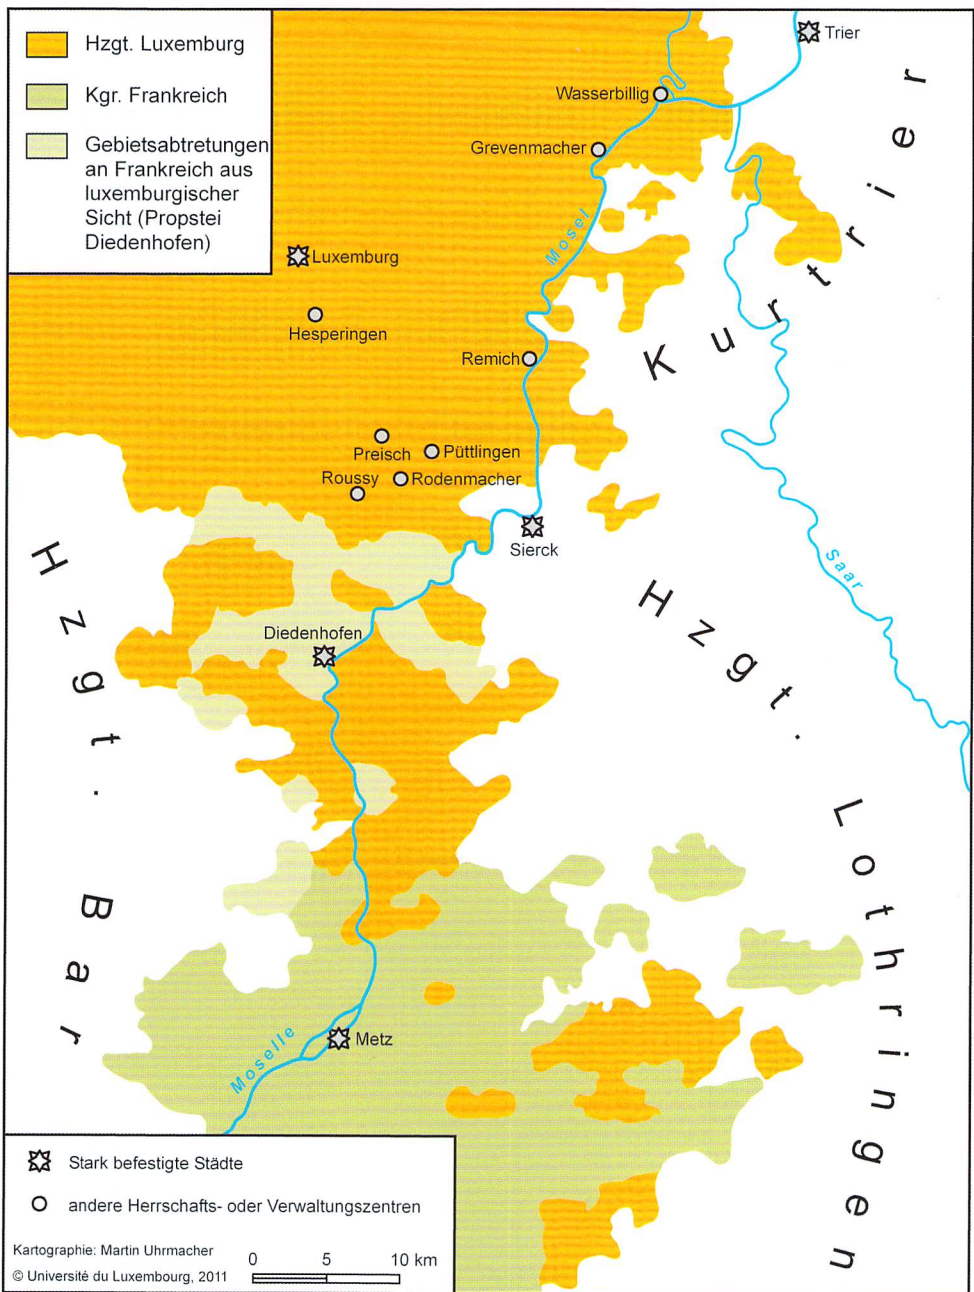 Hzgt. Luxemburg
Kgr. Frankreich
Gebietsabtretungen
an Frankreich aus
luxemburgischer
Sicht (Propstei
Diedenhofen)
Trier
Wasserbillig
Grevenmacher
Mosel
Kurtrier
Luxemburg
Hesperingen
Remich
Preisch
Püttlingen
Roussy
Rodenmacher
Sierck
Saar
Hzgt. Bar
Hzgt. Lothringen
Diedenhofen
Metz
Moselle
Stark befestigte Städte
andere Herrschafts- oder Verwaltungszentren
Kartographie: Martin Uhrmacher
© Université du Luxembourg, 2011
0 5 10 km